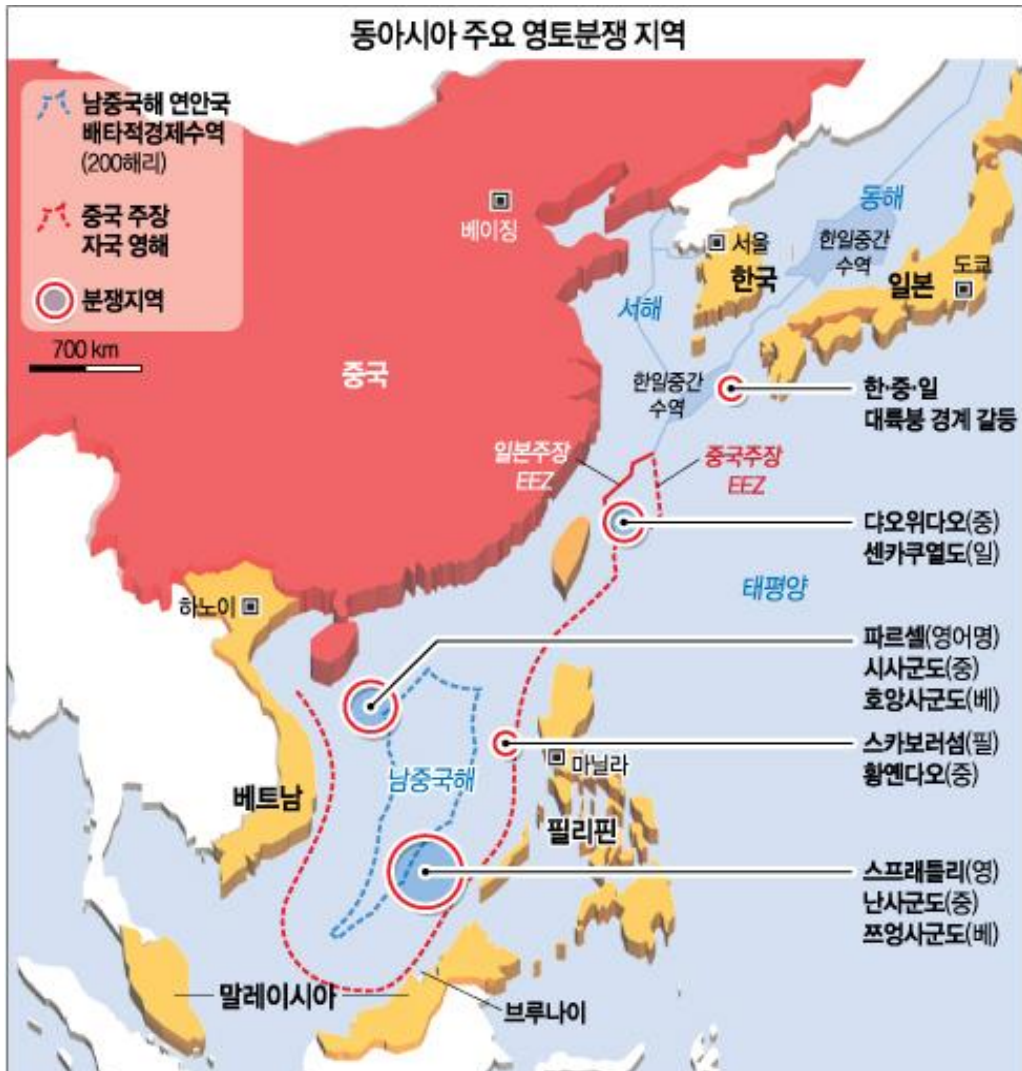 동아시아 주요 영토분쟁 지역
남중국해 연안국
배타적경제수역
(200해리)
중국 주장
자국 영해
분쟁지역
700 km
베이징
중국
서울
한국
동해
한일중간
수역
일본
도쿄
서해
한일중간
수역
한·중·일
대륙붕 경계 갈등
일본주장
EEZ
중국주장
EEZ
댜오위다오(중)
센카쿠열도(일)
태평양
하노이
파르셀(영어명)
시사군도(중)
호앙사군도(베)
스카보러섬(필)
황옌다오(중)
마닐라
남중국해
베트남
필리핀
스프래틀리(영)
난사군도(중)
쯔엉사군도(베)
말레이시아
브루나이